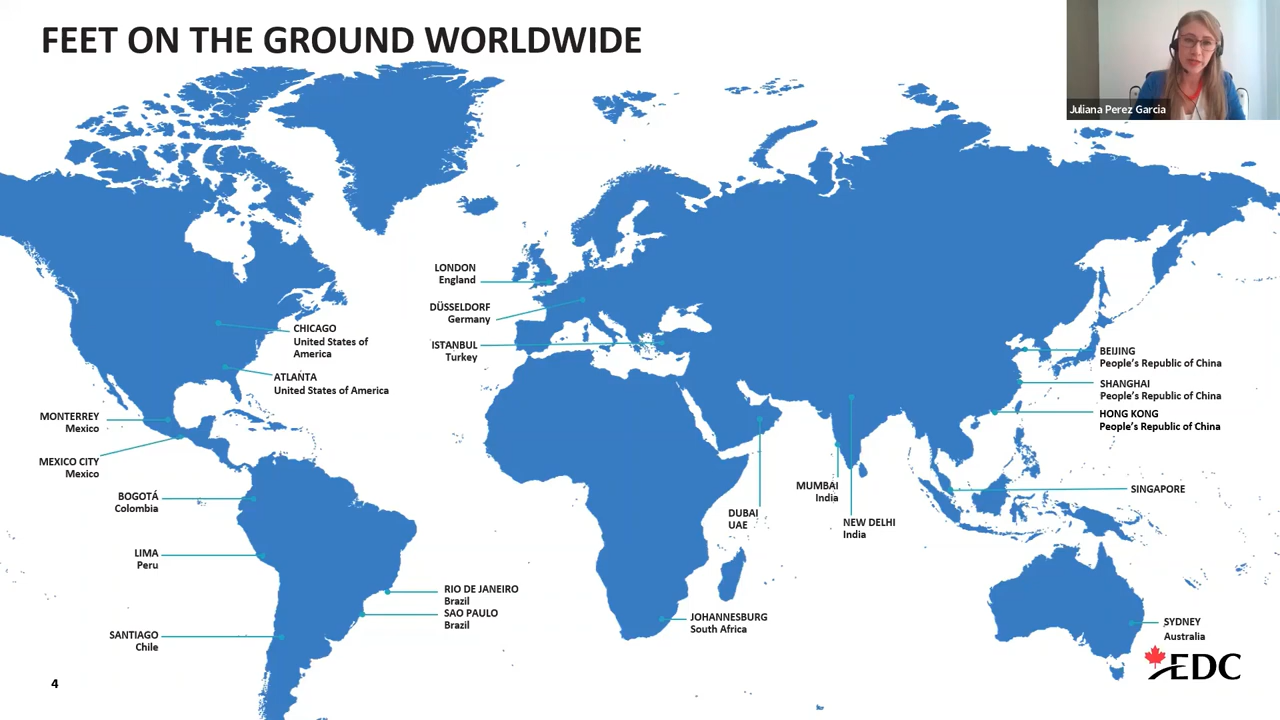 FEET ON THE GROUND WORLDWIDE
Juliana Perez Garcia
LONDON
England
DÜSSELDORF
Germany
ISTANBUL
Turkey
CHICAGO
United States of
America
ATLANTA
United States of America
MONTERREY
Mexico
MEXICO CITY
Mexico
BOGOTÁ
Colombia
LIMA
Peru
SANTIAGO
Chile
RIO DE JANEIRO
Brazil
SAO PAULO
Brazil
JOHANNESBURG
South Africa
DUBAI
UAE
MUMBAI
India
NEW DELHI
India
BEIJING
People's Republic of China
SHANGHAI
People's Republic of China
HONG KONG
People's Republic of China
SINGAPORE
SYDNEY
Australia
EDC
4